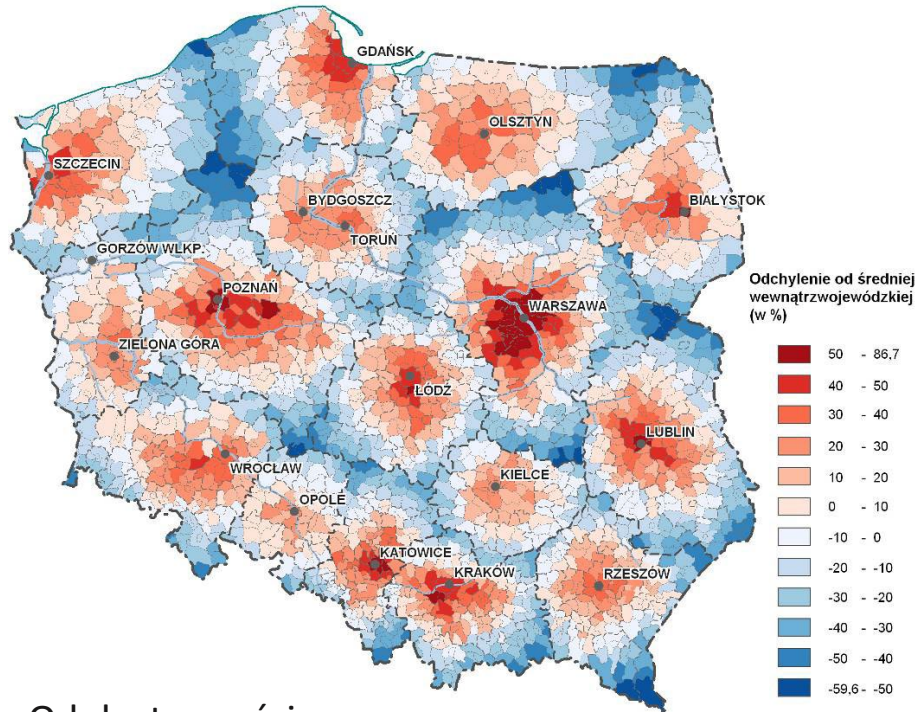 GDAŃSK
OLSZTYN
SZCZECIN
BYDGOSZCZ
BIAŁYSTOK
TORUŃ
GORZÓW WLKP.
POZNAŃ
WARSZAWA
ZIELONA GÓRA
ŁÓDŹ
LUBLIN
WROCŁAW
KIELCE
OPOLE
KATOWICE
KRAKÓW
RZESZÓW
Odchylenie od średniej
wewnątrzwojewódzkiej
(w %)
50 - 86,7
40 - 50
30 - 40
20 - 30
10 - 20
0 - 10
-10 - 0
-20 - -10
-30 - -20
-40 - -30
-50 - -40
-59,6 - -50